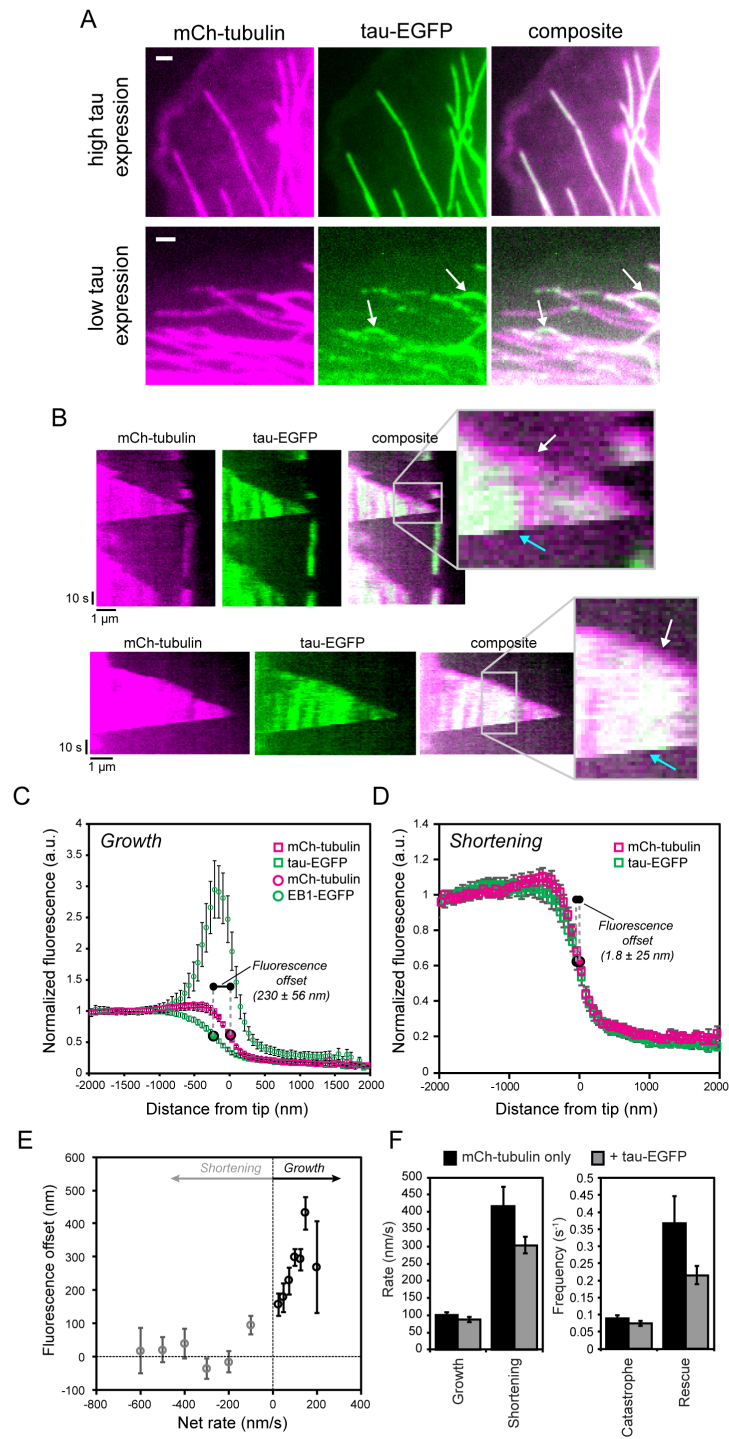 A
mCh-tubulin tau-EGFP composite
high tau
expression
low tau
expression
B
mCh-tubulin tau-EGFP composite
10 s
1 μm
mCh-tubulin tau-EGFP composite
10 s
1 μm
C
Growth
Normalized fluorescence (a.u.)
4
3.5
3
2.5
2
1.5
1
0.5
0
mCh-tubulin
tau-EGFP
mCh-tubulin
EB1-EGFP
Fluorescence
offset
(230 ± 56 nm)
-2000 -1500 -1000 -500 0 500 1000 1500 2000
Distance from tip (nm)
D
Shortening
Normalized fluorescence (a.u.)
1.4
1.2
1
0.8
0.6
0.4
0.2
0
mCh-tubulin
tau-EGFP
Fluorescence
offset
(1.8 ± 25 nm)
-2000 -1000 0 1000 2000
Distance from tip (nm)
E
Fluorescence offset (nm)
600
500
400
300
200
100
0
-100
Shortening Growth
-800 -600 -400 -200 0 200 400
Net rate (nm/s)
F
mCh-tubulin only + tau-EGFP
Rate (nm/s)
500
450
400
350
300
250
200
150
100
50
0
Growth
Shortening
Frequency (s-1)
0.5
0.45
0.4
0.35
0.3
0.25
0.2
0.15
0.1
0.05
0
Catastrophe
Rescue